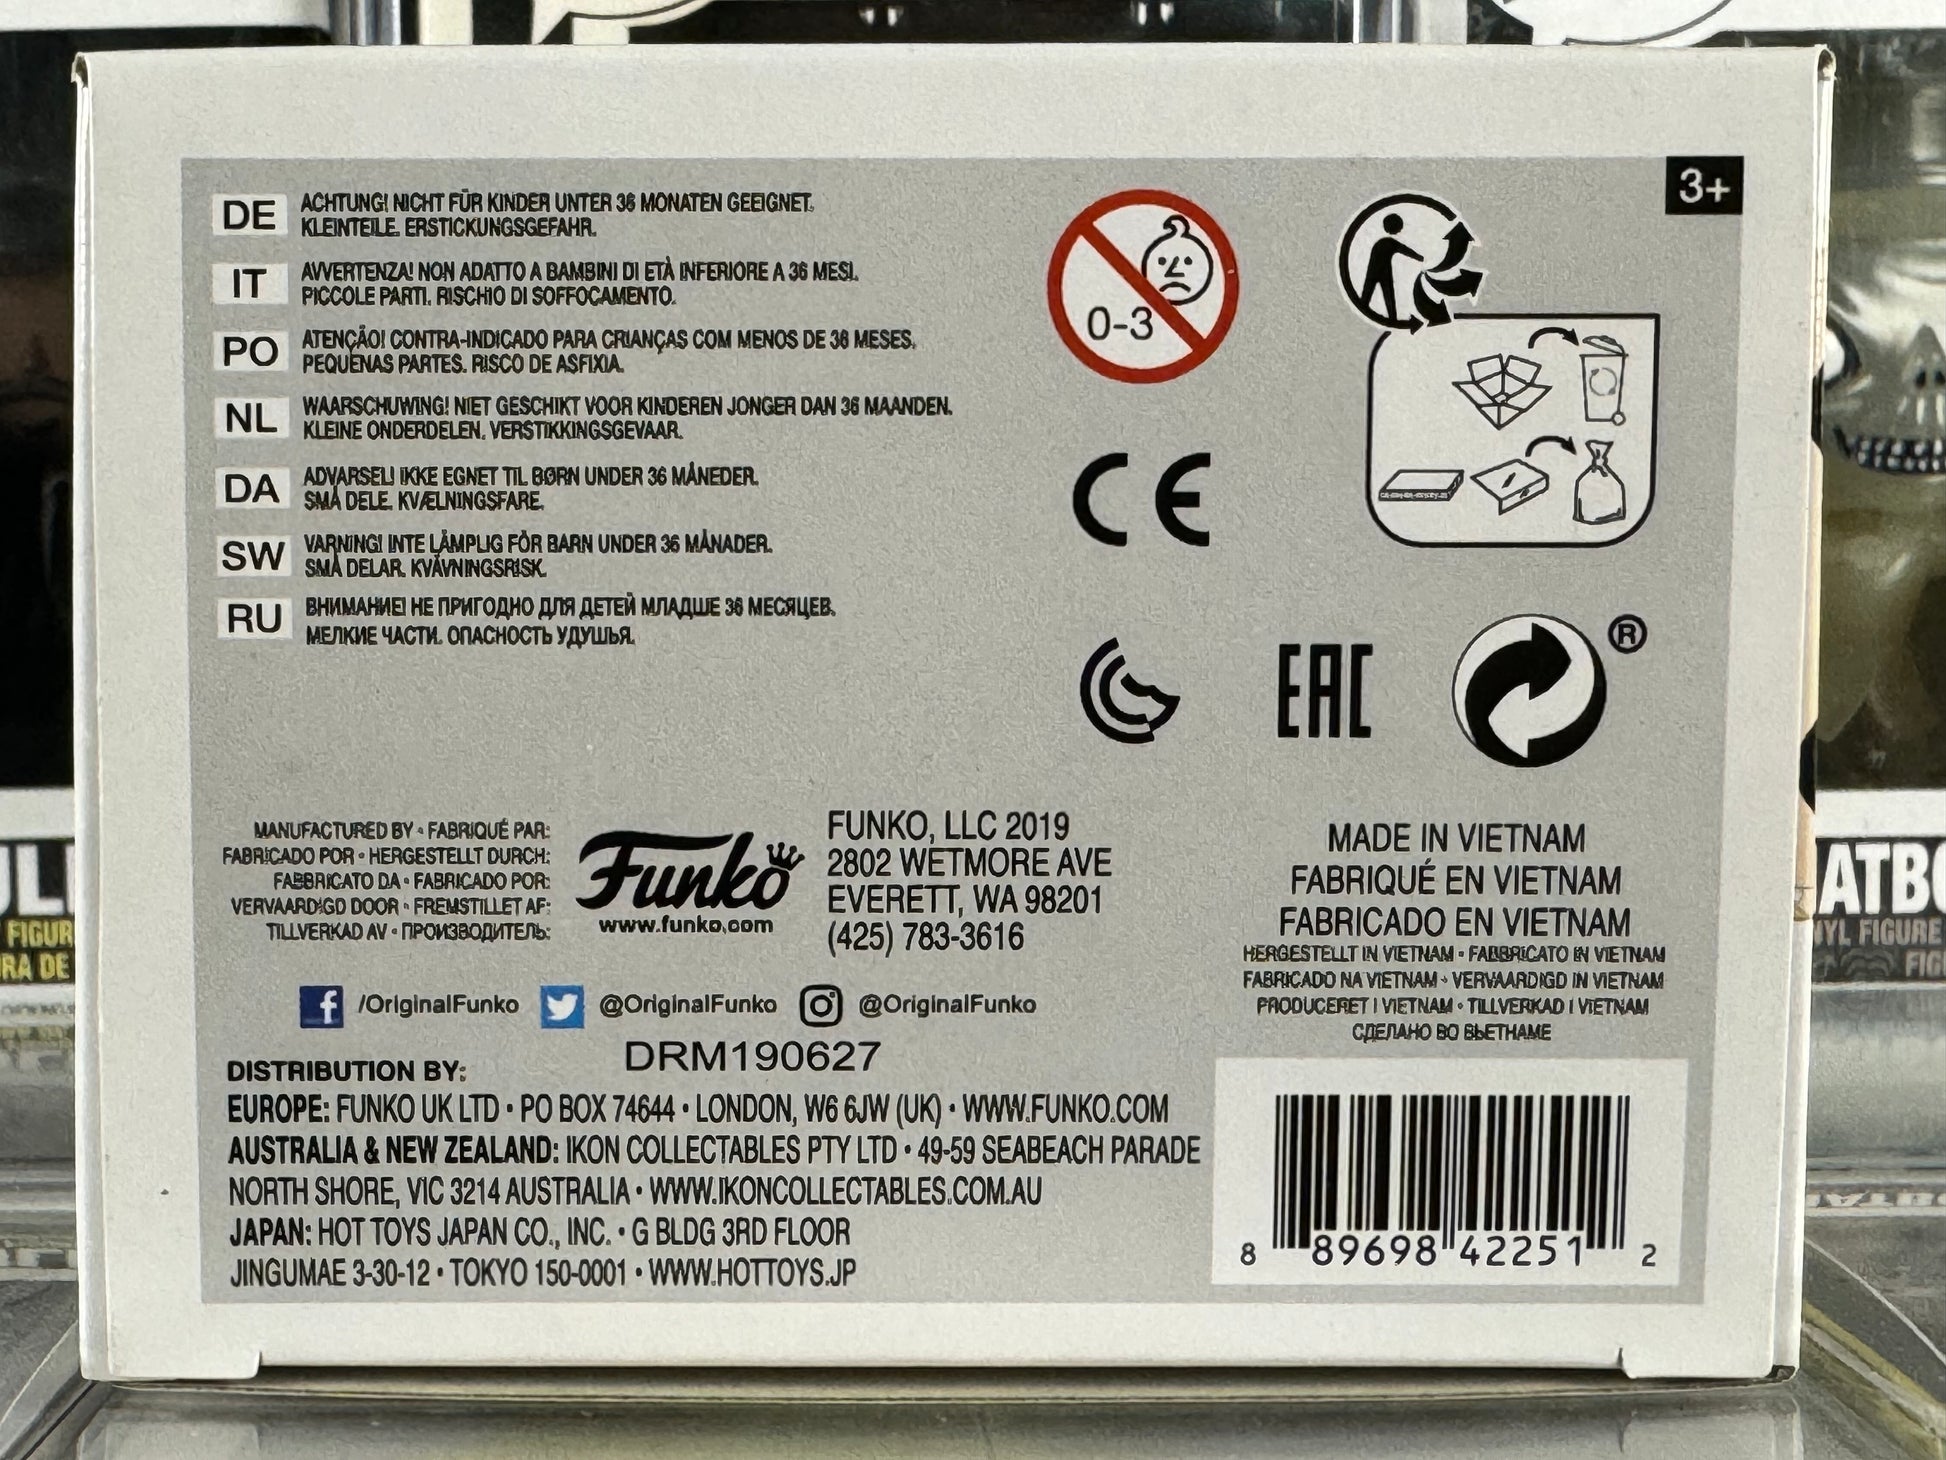 3+
DE ACHTUNG! NICHT FÜR KINDER UNTER 36 MONATEN GEEIGNET.
KLEINTEILE. ERSTICKUNGSGEFAHR.
IT AVVERTENZA! NON ADATTO A BAMBINI DI ETÀ INFERIORE A 36 MESI.
PICCOLE PARTI. RISCHIO DI SOFFOCAMENTO.
PO ATENÇÃO! CONTRA-INDICADO PARA CRIANÇAS COM MENOS DE 36 MESES.
PEQUENAS PARTES. RISCO DE ASFIXIA.
NL WAARSCHUWING! NIET GESCHIKT VOOR KINDEREN JONGER DAN 36 MAANDEN.
KLEINE ONDERDELEN. VERSTIKKINGSGEVAAR.
DA ADVARSEL! IKKE EGNET TIL BØRN UNDER 36 MÅNEDER.
SMÅ DELE. KVÆLNINGSFARE.
SW VARNING! INTE LÄMPLIG FÖR BARN UNDER 36 MÅNADER.
SMÅ DELAR. KVÄVNINGSRISK.
RU ВНИМАНИЕ! НЕ ПРИГОДНО ДЛЯ ДЕТЕЙ МЛАДШЕ 36 МЕСЯЦЕВ.
МЕЛКИЕ ЧАСТИ. ОПАСНОСТЬ УДУШЬЯ.
0-3
CE
EAC
®
MANUFACTURED BY • FABRIQUÉ PAR:
FABRICADO POR • HERGESTELLT DURCH:
FABBRICATO DA • FABRICADO POR:
VERVAARDIGD DOOR • FREMSTILLET AF:
TILLVERKAD AV • ПРОИЗВОДИТЕЛЬ:
Funko
www.funko.com
FUNKO, LLC 2019
2802 WETMORE AVE
EVERETT, WA 98201
(425) 783-3616
MADE IN VIETNAM
FABRIQUÉ EN VIETNAM
FABRICADO EN VIETNAM
HERGESTELLT IN VIETNAM • FABBRICATO IN VIETNAM
FABRICADO NA VIETNAM • VERVAARDIGD IN VIETNAM
PRODUCERET I VIETNAM • TILLVERKAD I VIETNAM
СДЕЛАНО ВО ВЬЕТНАМЕ
/OriginalFunko @OriginalFunko @OriginalFunko
DRM190627
DISTRIBUTION BY:
EUROPE: FUNKO UK LTD • PO BOX 74644 • LONDON, W6 6JW (UK) • WWW.FUNKO.COM
AUSTRALIA & NEW ZEALAND: IKON COLLECTABLES PTY LTD • 49-59 SEABEACH PARADE
NORTH SHORE, VIC 3214 AUSTRALIA • WWW.IKONCOLLECTABLES.COM.AU
JAPAN: HOT TOYS JAPAN CO., INC. • G BLDG 3RD FLOOR
JINGUMAE 3-30-12 • TOKYO 150-0001 • WWW.HOTTOYS.JP
8 89698 42251 2
FIGUR
RA DE
ATB
YL FIGURE